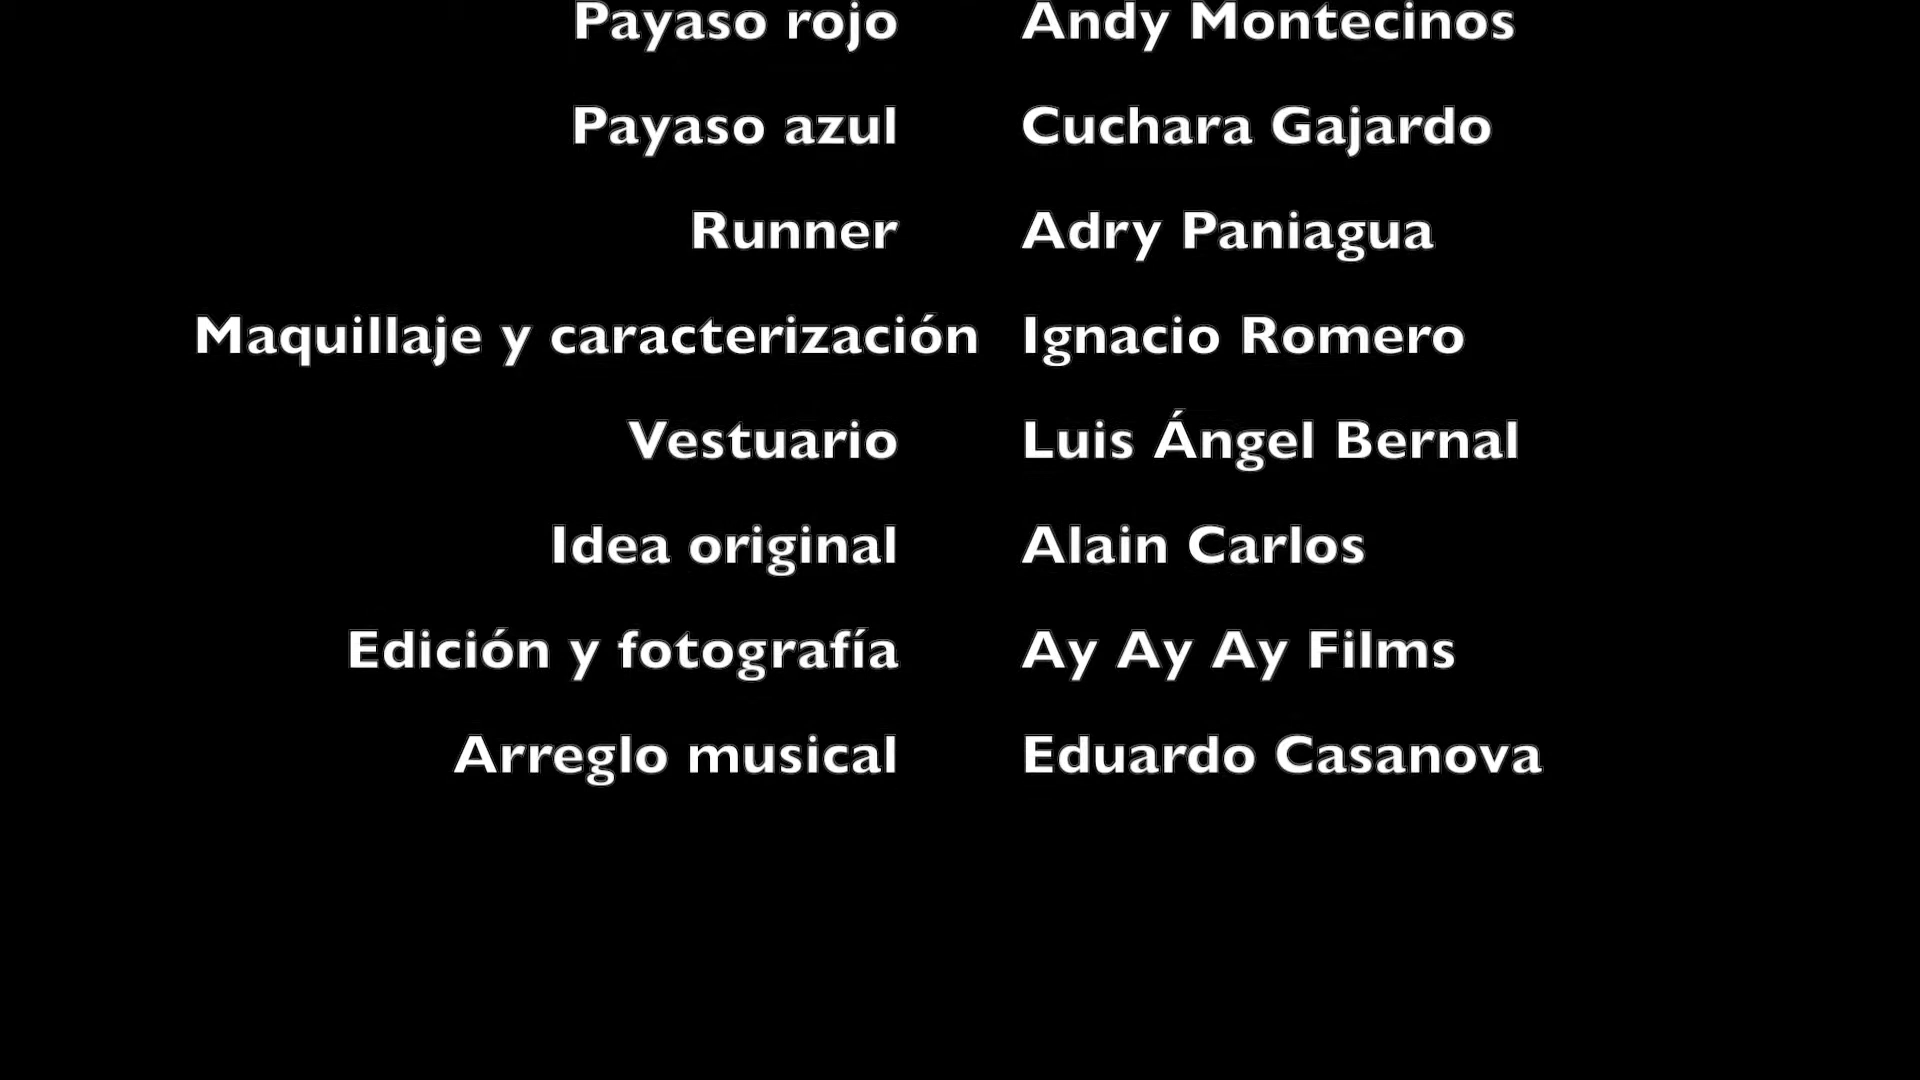 Payaso rojo Andy Montecinos
Payaso azul Cuchara Gajardo
Runner Adry Paniagua
Maquillaje y caracterización Ignacio Romero
Vestuario Luis Ángel Bernal
Idea original Alain Carlos
Edición y fotografía Ay Ay Ay Films
Arreglo musical Eduardo Casanova